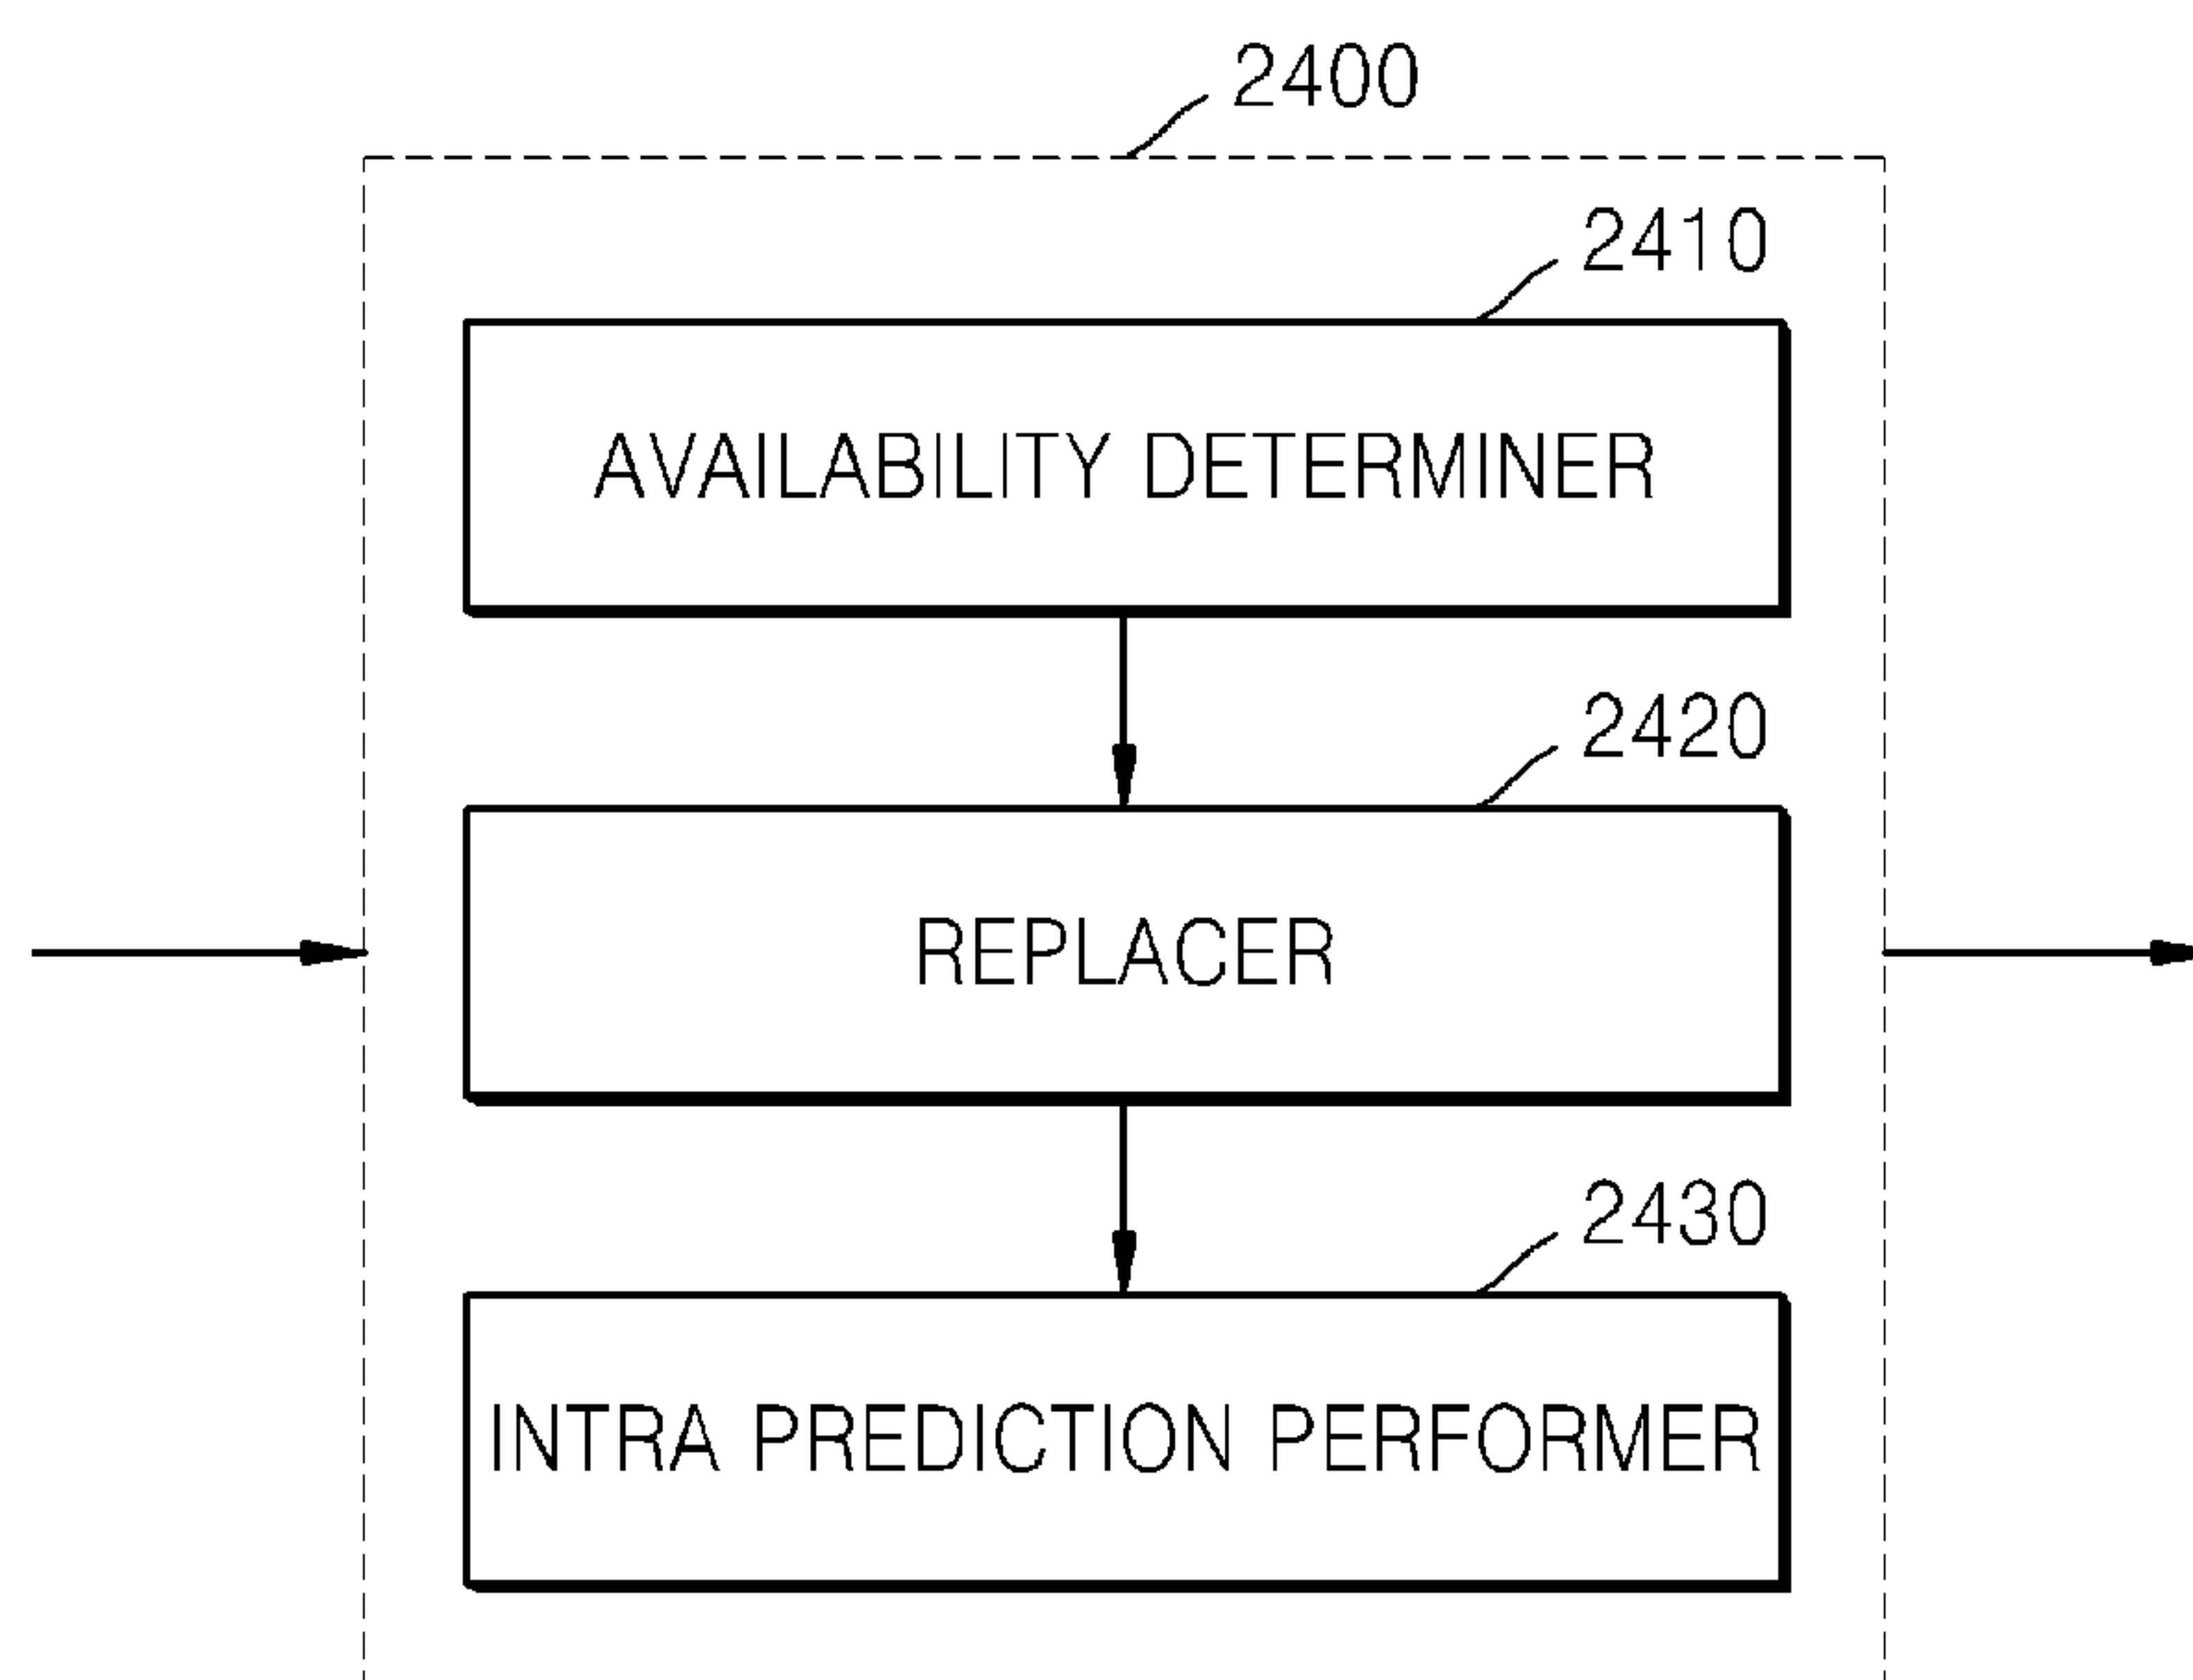 2400
2410
AVAILABILITY DETERMINER
2420
REPLACER
2430
INTRA PREDICTION PERFORMER